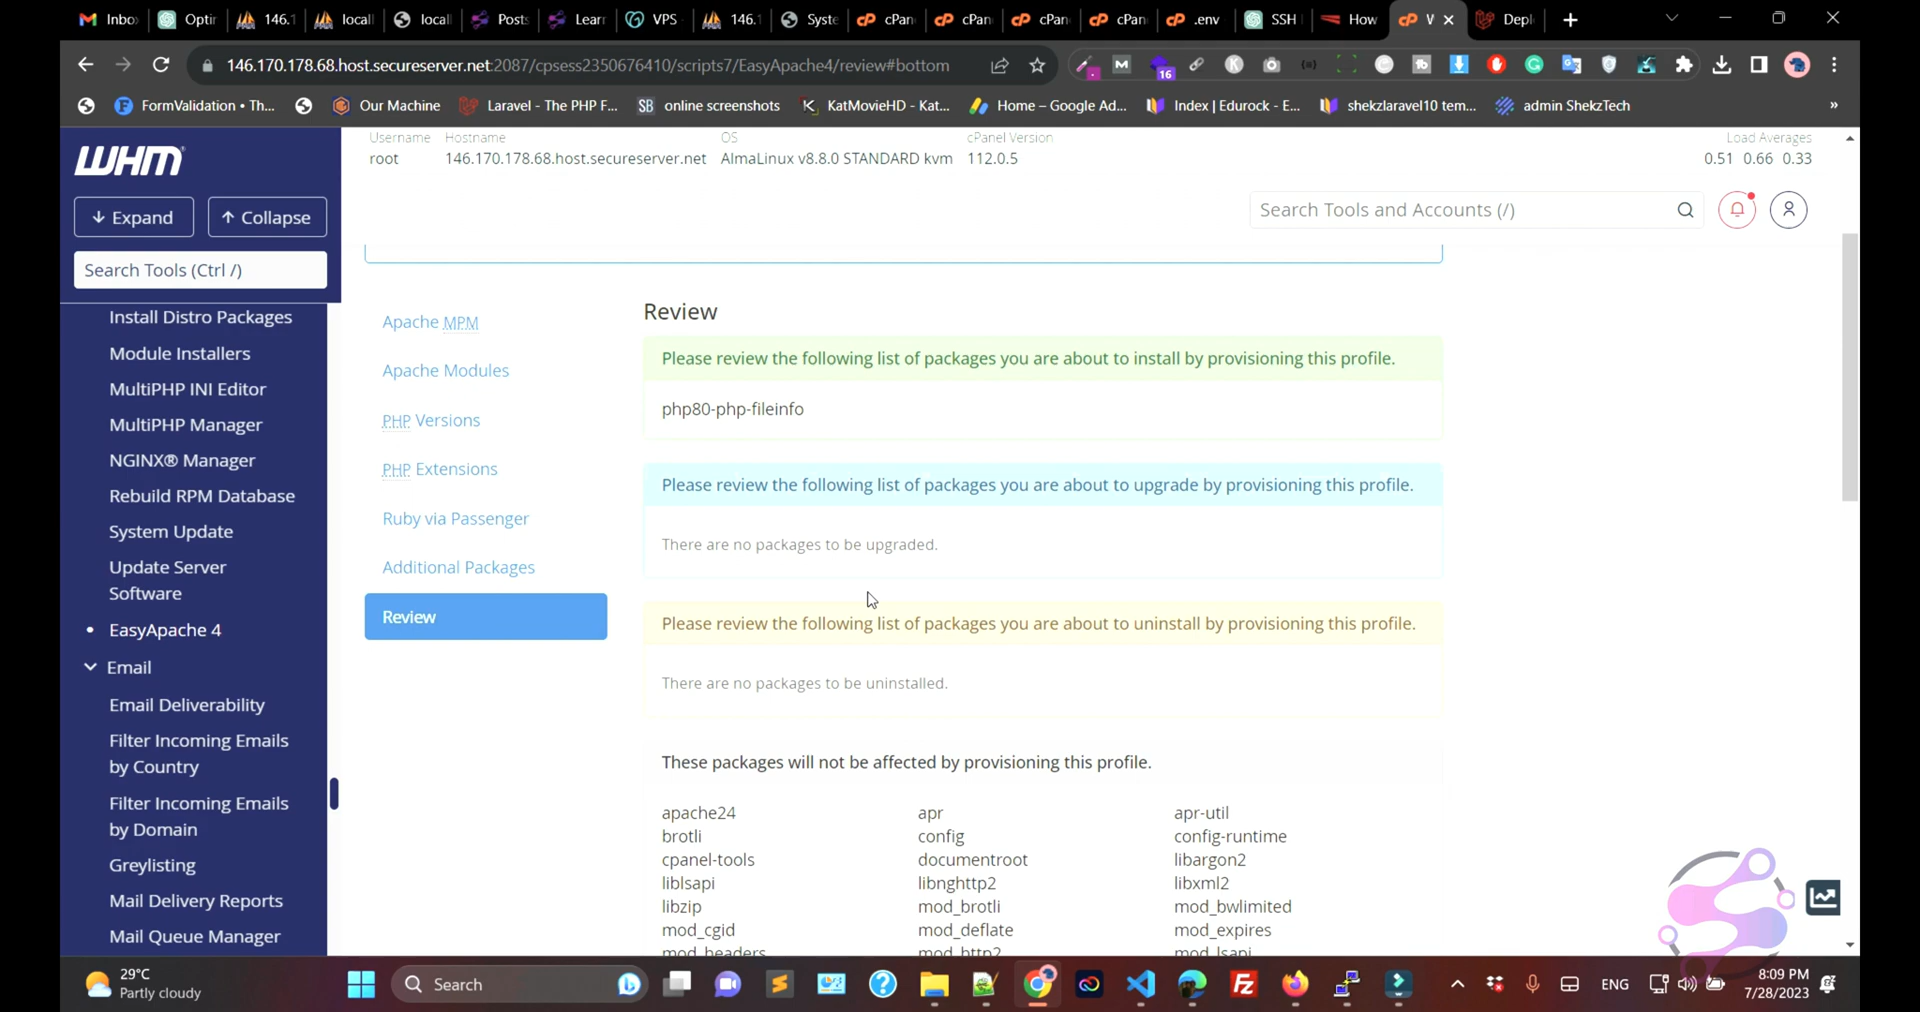 Inbo
Optir
146.1
locall
locall
Posts
Learn
VPS
146.1
Syste
cPane
cPane
cPane
cPane
.env
SSH
How
V
Depl
146.170.178.68.host.secureserver.net:2087/cpsess2350676410/scripts7/EasyApache4/review#bottom
16
FormValidation • Th...
Our Machine
Laravel - The PHP F...
SB online screenshots
KatMovieHD - Kat...
Home – Google Ad...
Index | Edurock - E...
shekzlaravel10 tem...
admin ShekzTech
»
WHM
Username
root
Hostname
146.170.178.68.host.secureserver.net
OS
AlmaLinux v8.8.0 STANDARD kvm
cPanel Version
112.0.5
Load Averages
0.51 0.66 0.33
Expand
Collapse
Search Tools (Ctrl /)
Search Tools and Accounts (/)
Install Distro Packages
Module Installers
MultiPHP INI Editor
MultiPHP Manager
NGINX® Manager
Rebuild RPM Database
System Update
Update Server
Software
EasyApache 4
Email
Email Deliverability
Filter Incoming Emails
by Country
Filter Incoming Emails
by Domain
Greylisting
Mail Delivery Reports
Mail Queue Manager
Apache MPM
Apache Modules
PHP Versions
PHP Extensions
Ruby via Passenger
Additional Packages
Review
Review
Please review the following list of packages you are about to install by provisioning this profile.
php80-php-fileinfo
Please review the following list of packages you are about to upgrade by provisioning this profile.
There are no packages to be upgraded.
Please review the following list of packages you are about to uninstall by provisioning this profile.
There are no packages to be uninstalled.
These packages will not be affected by provisioning this profile.
apache24 apr apr-util
brotli config config-runtime
cpanel-tools documentroot libargon2
liblsapi libnghttp2 libxml2
libzip mod_brotli mod_bwlimited
mod_cgid mod_deflate mod_expires
mod_headers mod_http2 mod_lsapi
29°C
Partly cloudy
Search
ENG
8:09 PM
7/28/2023